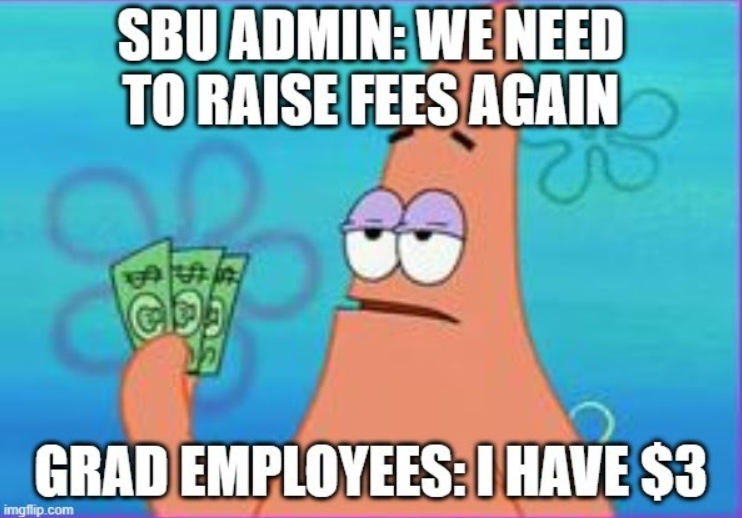 SBU ADMIN: WE NEED
TO RAISE FEES AGAIN
GRAD EMPLOYEES: I HAVE $3
imgflip.com